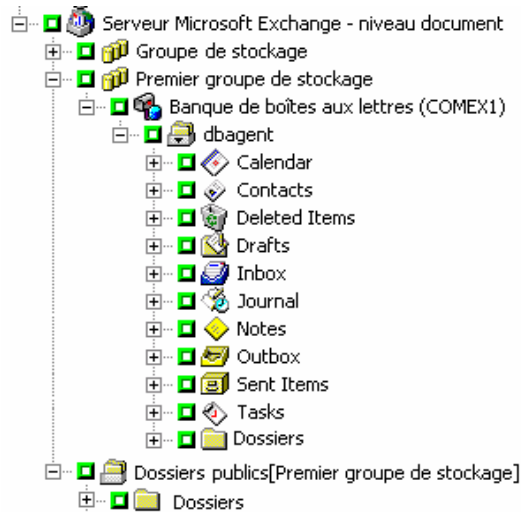 Serveur Microsoft Exchange - niveau document
Groupe de stockage
Premier groupe de stockage
Banque de boîtes aux lettres (COMEX1)
dbagent
Calendar
Contacts
Deleted Items
Drafts
Inbox
Journal
Notes
Outbox
Sent Items
Tasks
Dossiers
Dossiers publics[Premier groupe de stockage]
Dossiers